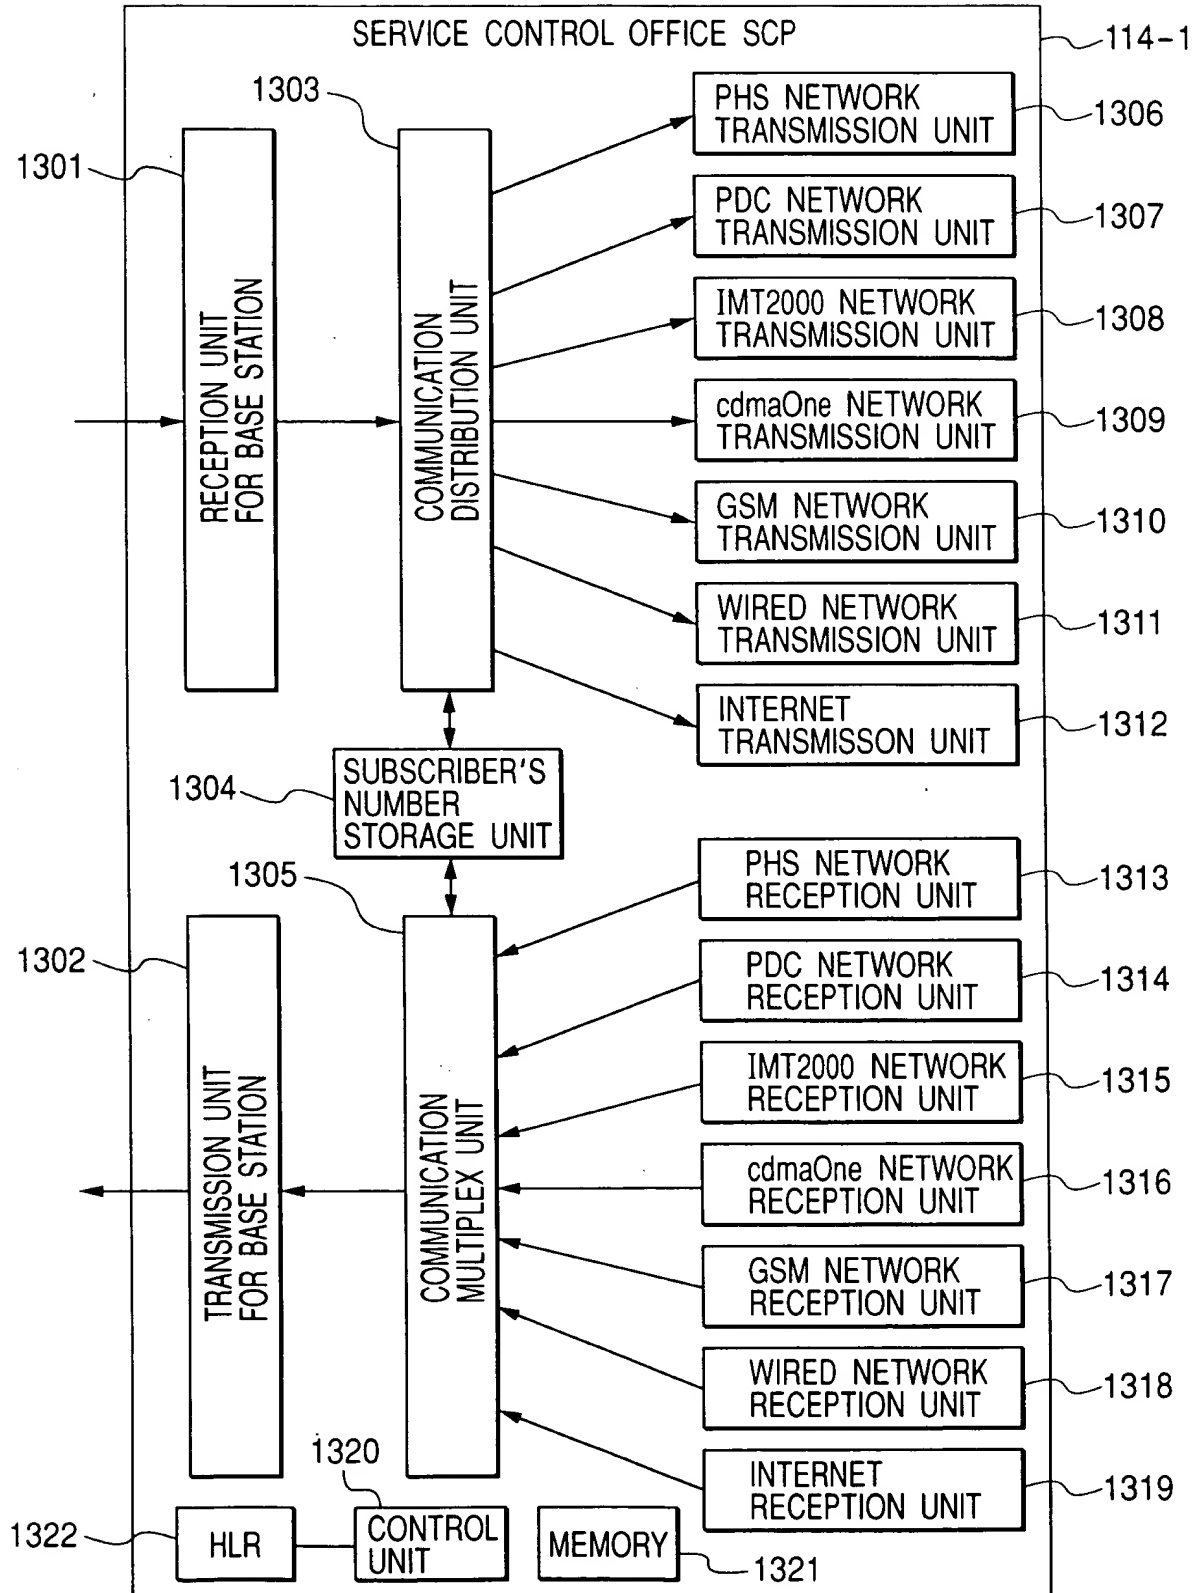 SERVICE CONTROL OFFICE SCP
114-1
1301
RECEPTION UNIT
FOR BASE STATION
1303
COMMUNICATION
DISTRIBUTION UNIT
PHS NETWORK
TRANSMISSION UNIT
1306
PDC NETWORK
TRANSMISSION UNIT
1307
IMT2000 NETWORK
TRANSMISSION UNIT
1308
cdmaOne NETWORK
TRANSMISSION UNIT
1309
GSM NETWORK
TRANSMISSION UNIT
1310
WIRED NETWORK
TRANSMISSION UNIT
1311
INTERNET
TRANSMISSON UNIT
1312
1304
SUBSCRIBER'S
NUMBER
STORAGE UNIT
1302
TRANSMISSION UNIT
FOR BASE STATION
1305
COMMUNICATION
MULTIPLEX UNIT
PHS NETWORK
RECEPTION UNIT
1313
PDC NETWORK
RECEPTION UNIT
1314
IMT2000 NETWORK
RECEPTION UNIT
1315
cdmaOne NETWORK
RECEPTION UNIT
1316
GSM NETWORK
RECEPTION UNIT
1317
WIRED NETWORK
RECEPTION UNIT
1318
INTERNET
RECEPTION UNIT
1319
1322
HLR
1320
CONTROL
UNIT
MEMORY
1321